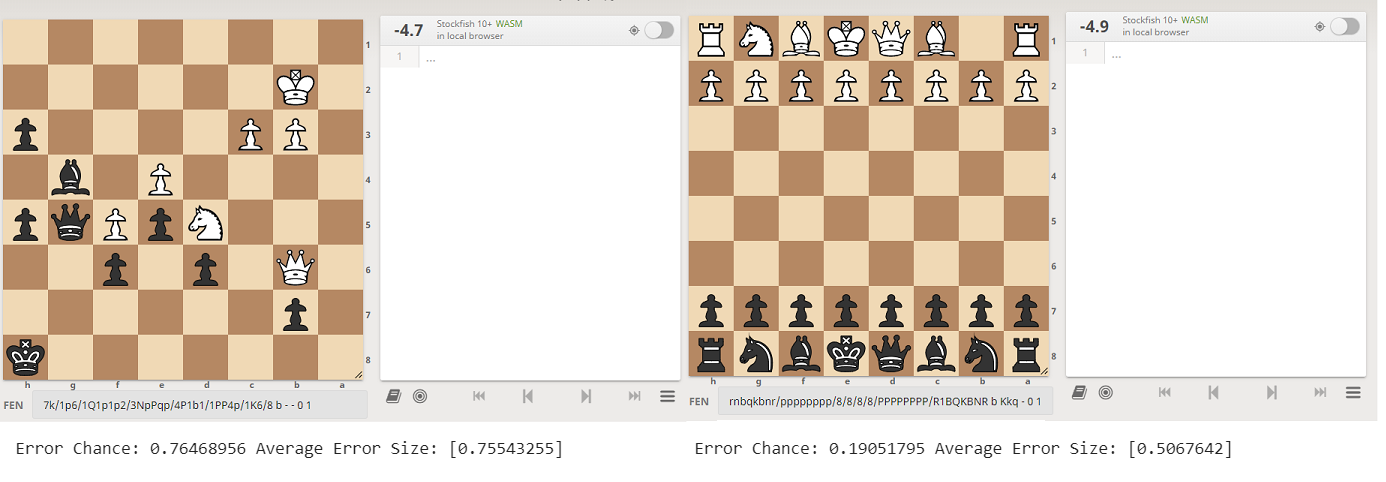 -4.7
Stockfish 10+ WASM
in local browser
1 ...
1
2
3
4
5
6
7
8
h g f e d c b a
FEN 7k/1p6/1Q1p1p2/3NpPqp/4P1b1/1PP4p/1K6/8 b - - 0 1
Error Chance: 0.76468956 Average Error Size: [0.75543255]
-4.9
Stockfish 10+ WASM
in local browser
1 ...
1
2
3
4
5
6
7
8
h g f e d c b a
FEN rnbqkbnr/pppppppp/8/8/8/8/PPPPPPPP/R1BQKBNR b Kkq - 0 1
Error Chance: 0.19051795 Average Error Size: [0.5067642]